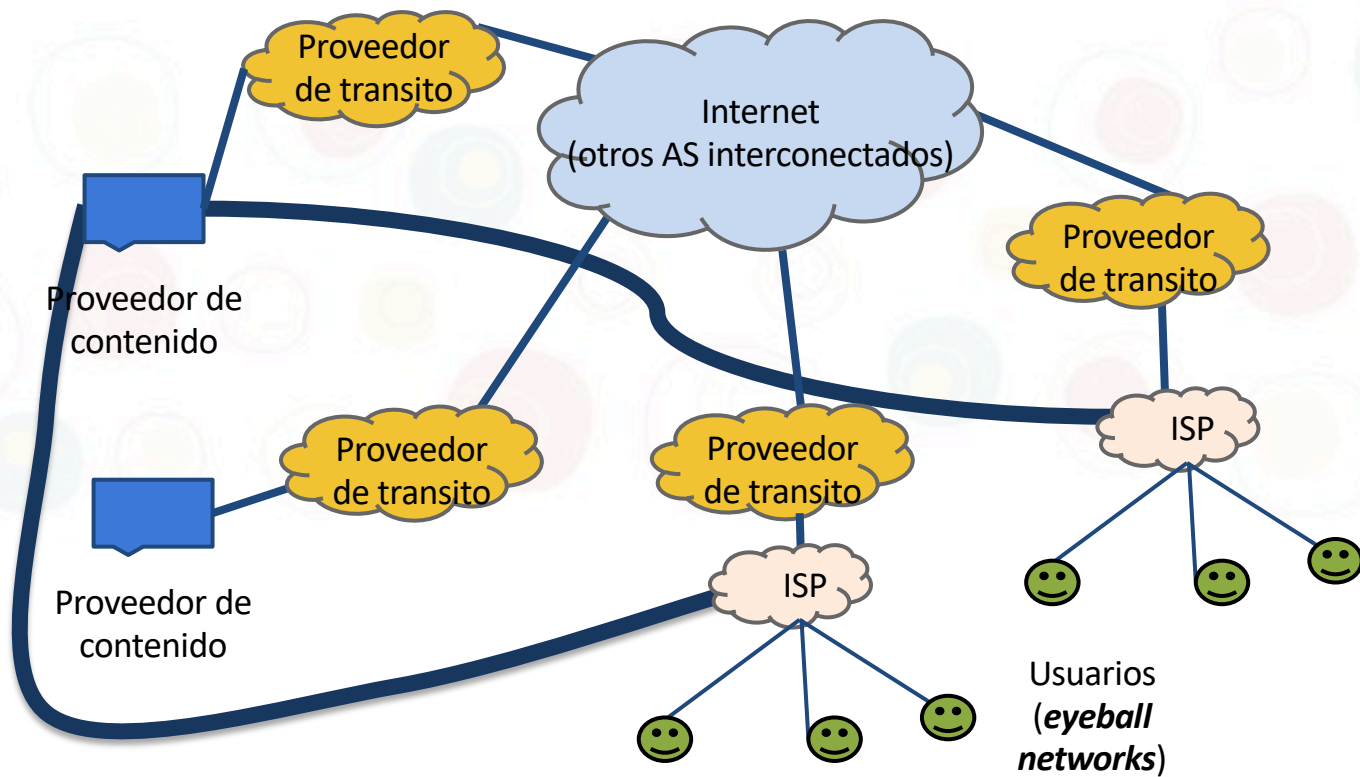 Proveedor
de transito
Internet
(otros AS interconectados)
Proveedor
de transito
Proveedor de
contenido
Proveedor
de transito
Proveedor
de transito
ISP
ISP
Proveedor de
contenido
Usuarios
(eyeball
networks)